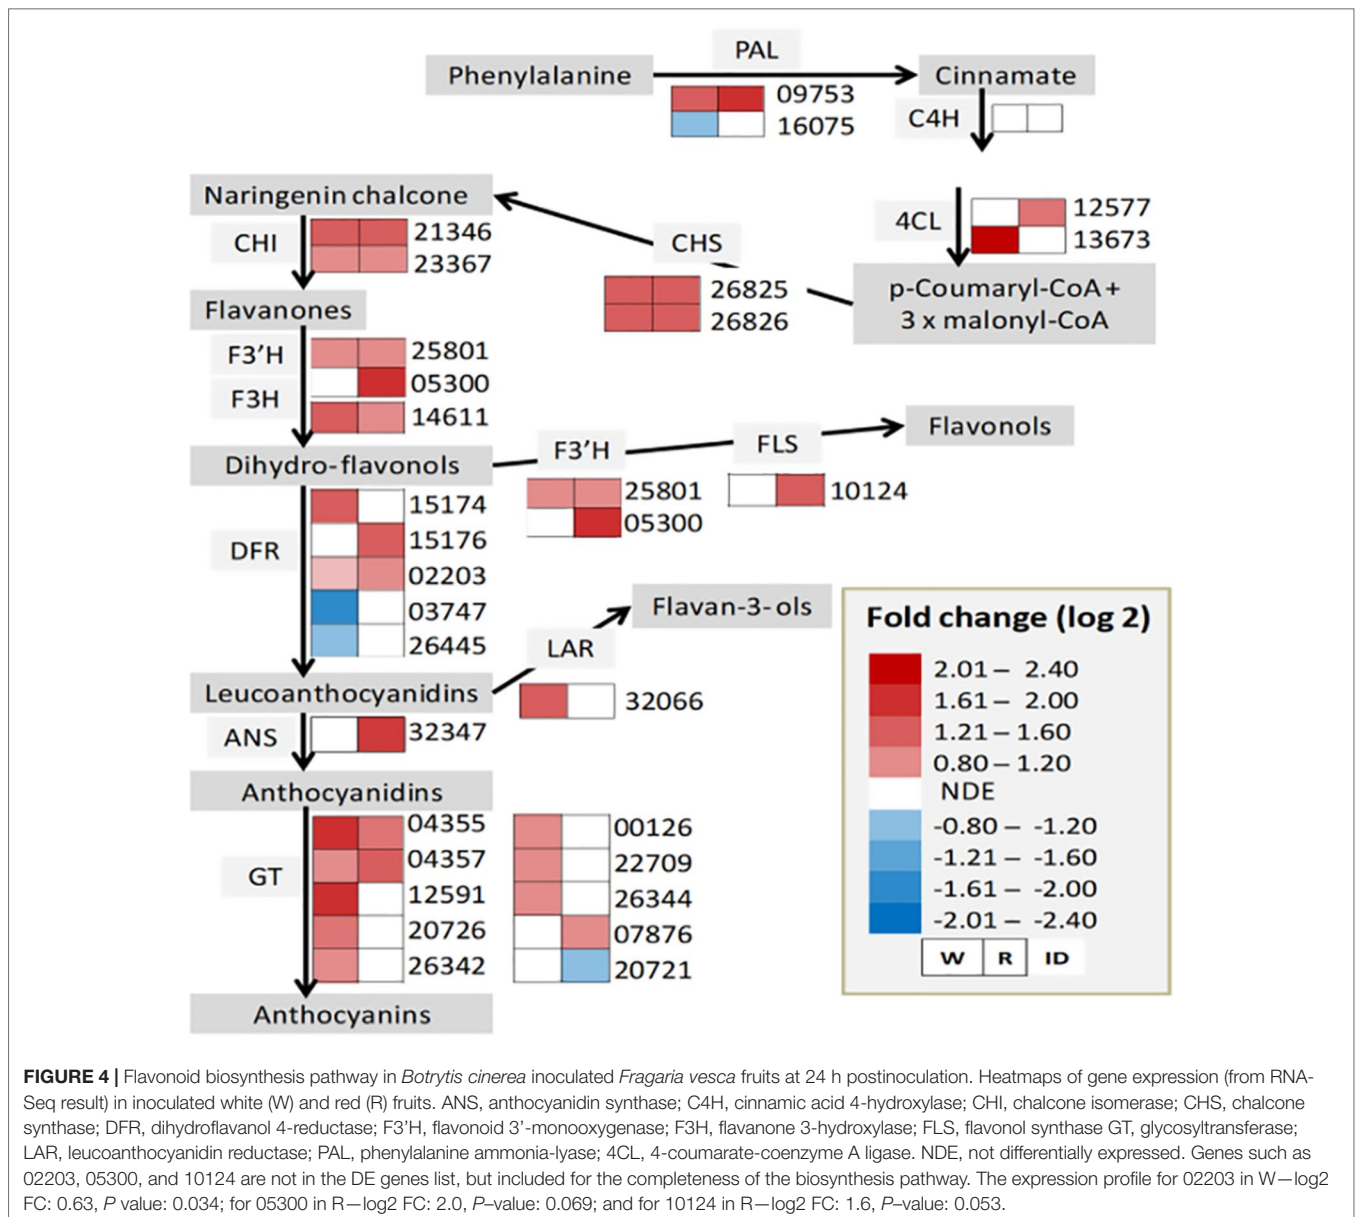 PAL
Phenylalanine
Cinnamate
09753
16075
C4H
Naringenin chalcone
4CL
12577
13673
CHI
21346
23367
CHS
26825
26826
p-Coumaryl-CoA +
3 x malonyl-CoA
Flavanones
F3’H
25801
05300
F3H
14611
Flavonols
Dihydro-flavonols
F3’H
FLS
25801
05300
10124
15174
15176
DFR
02203
03747
26445
Flavan-3-ols
LAR
Leucoanthocyanidins
32066
ANS
32347
Anthocyanidins
GT
04355
04357
12591
20726
26342
00126
22709
26344
07876
20721
Anthocyanins
Fold change (log 2)
2.01 – 2.40
1.61 – 2.00
1.21 – 1.60
0.80 – 1.20
NDE
-0.80 – -1.20
-1.21 – -1.60
-1.61 – -2.00
-2.01 – -2.40
W R ID
FIGURE 4 | Flavonoid biosynthesis pathway in Botrytis cinerea inoculated Fragaria vesca fruits at 24 h postinoculation. Heatmaps of gene expression (from RNA-
Seq result) in inoculated white (W) and red (R) fruits. ANS, anthocyanidin synthase; C4H, cinnamic acid 4-hydroxylase; CHI, chalcone isomerase; CHS, chalcone
synthase; DFR, dihydroflavanol 4-reductase; F3’H, flavonoid 3’-monooxygenase; F3H, flavanone 3-hydroxylase; FLS, flavonol synthase GT, glycosyltransferase;
LAR, leucoanthocyanidin reductase; PAL, phenylalanine ammonia-lyase; 4CL, 4-coumarate-coenzyme A ligase. NDE, not differentially expressed. Genes such as
02203, 05300, and 10124 are not in the DE genes list, but included for the completeness of the biosynthesis pathway. The expression profile for 02203 in W—log2
FC: 0.63, P value: 0.034; for 05300 in R—log2 FC: 2.0, P–value: 0.069; and for 10124 in R—log2 FC: 1.6, P–value: 0.053.